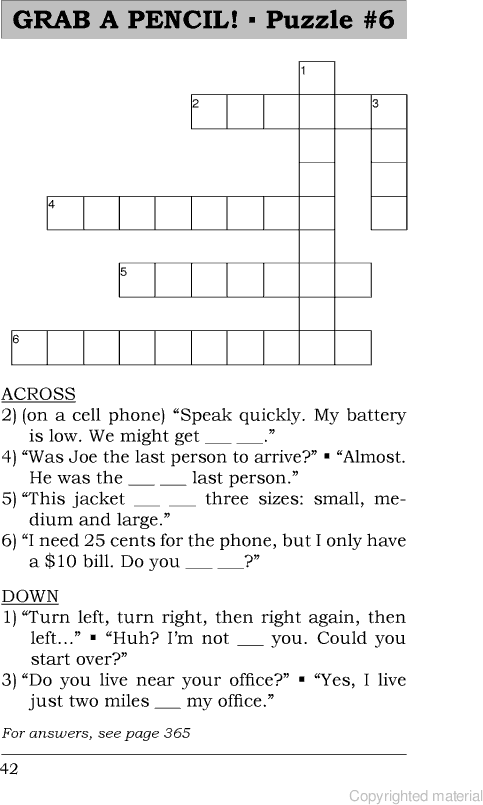 GRAB A PENCIL! ▪ Puzzle #6
1
2
3
4
5
6
ACROSS
2) (on a cell phone) “Speak quickly. My battery
is low. We might get ___ ___.”
4) “Was Joe the last person to arrive?” ▪ “Almost.
He was the ___ ___ last person.”
5) “This jacket ___ ___ three sizes: small, me-
dium and large.”
6) “I need 25 cents for the phone, but I only have
a $10 bill. Do you ___ ___?”
DOWN
1) “Turn left, turn right, then right again, then
left...” ▪ “Huh? I’m not ___ you. Could you
start over?”
3) “Do you live near your office?” ▪ “Yes, I live
just two miles ___ my office.”
For answers, see page 365
42
Copyrighted material